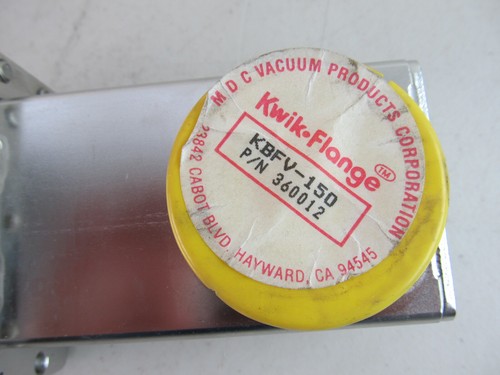 M D C VACUUM PRODUCTS CORPORATION
Kwik-Flange TM
KBFV-150
P/N 360012
23842 CABOT BLVD HAYWARD, CA 94545